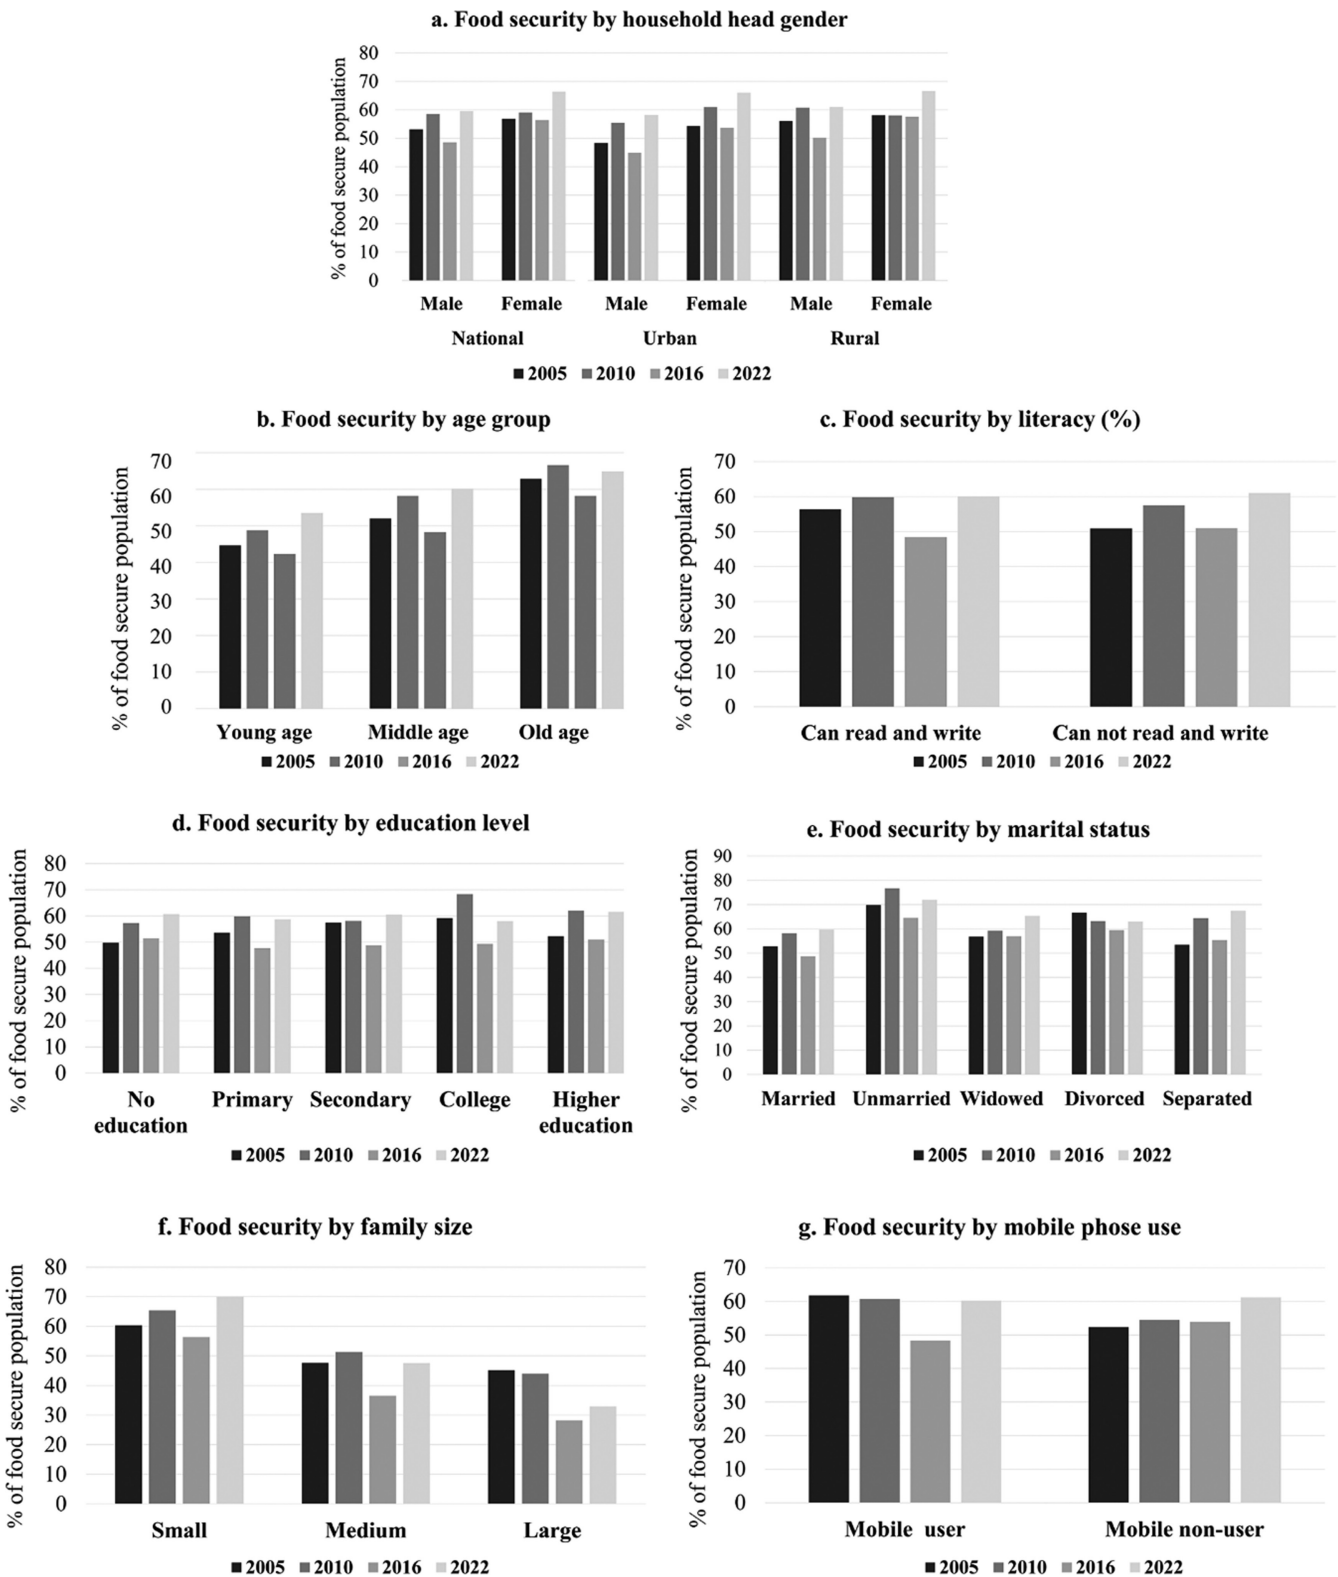 a. Food security by household head gender
% of food secure population
80
70
60
50
40
30
20
10
0
Male Female Male Female Male Female
National Urban Rural
2005 2010 2016 2022
b. Food security by age group
% of food secure population
70
60
50
40
30
20
10
0
Young age Middle age Old age
2005 2010 2016 2022
c. Food security by literacy (%)
% of food secure population
70
60
50
40
30
20
10
0
Can read and write Can not read and write
2005 2010 2016 2022
d. Food security by education level
% of food secure population
80
70
60
50
40
30
20
10
0
No education Primary Secondary College Higher education
2005 2010 2016 2022
e. Food security by marital status
% of food secure population
90
80
70
60
50
40
30
20
10
0
Married Unmarried Widowed Divorced Separated
2005 2010 2016 2022
f. Food security by family size
% of food secure population
80
70
60
50
40
30
20
10
0
Small Medium Large
2005 2010 2016 2022
g. Food security by mobile phose use
% of food secure population
70
60
50
40
30
20
10
0
Mobile user Mobile non-user
2005 2010 2016 2022